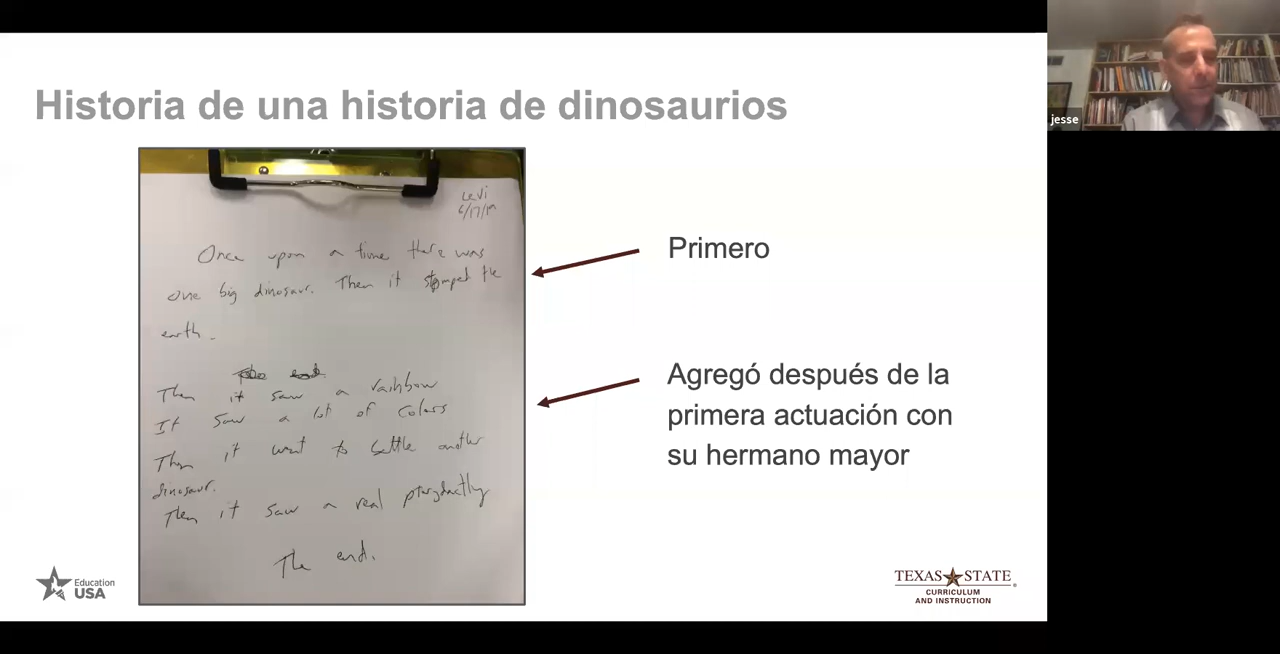 Historia de una historia de dinosaurios
jesse
Levi
6/17/19
Once upon a time there was
one big dinosaur. Then it stomped the
earth.
The end
Then it saw a rainbow
It saw a lot of colors
Then it went to battle another
dinosaur.
Then it saw a real
The end.
Primero
Agregó después de la
primera actuación con
su hermano mayor
Education
USA
TEXAS STATE
CURRICULUM
AND INSTRUCTION